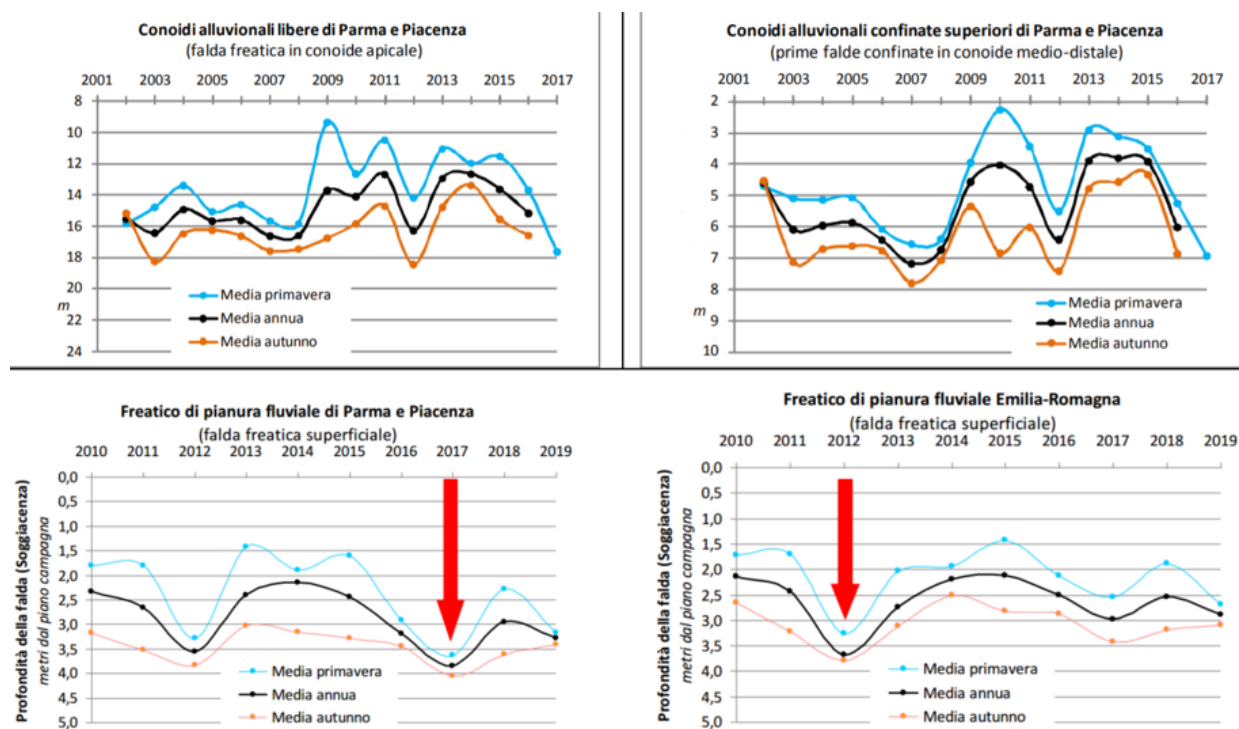 Conoidi alluvionali libere di Parma e Piacenza
(falda freatica in conoide apicale)
2001 2003 2005 2007 2009 2011 2013 2015 2017
8
10
12
14
16
18
20
22
24
m
Media primavera
Media annua
Media autunno
Conoidi alluvionali confinate superiori di Parma e Piacenza
(prime falde confinate in conoide medio-distale)
2001 2003 2005 2007 2009 2011 2013 2015 2017
2
3
4
5
6
7
8
9
10
m
Media primavera
Media annua
Media autunno
Freatico di pianura fluviale di Parma e Piacenza
(falda freatica superficiale)
2010 2011 2012 2013 2014 2015 2016 2017 2018 2019
Profondità della falda (Soggiacenza)
metri dal piano campagna
0,0
0,5
1,0
1,5
2,0
2,5
3,0
3,5
4,0
4,5
5,0
Media primavera
Media annua
Media autunno
Freatico di pianura fluviale Emilia-Romagna
(falda freatica superficiale)
2010 2011 2012 2013 2014 2015 2016 2017 2018 2019
Profondità della falda (Soggiacenza)
metri dal piano campagna
0,0
0,5
1,0
1,5
2,0
2,5
3,0
3,5
4,0
4,5
5,0
Media primavera
Media annua
Media autunno